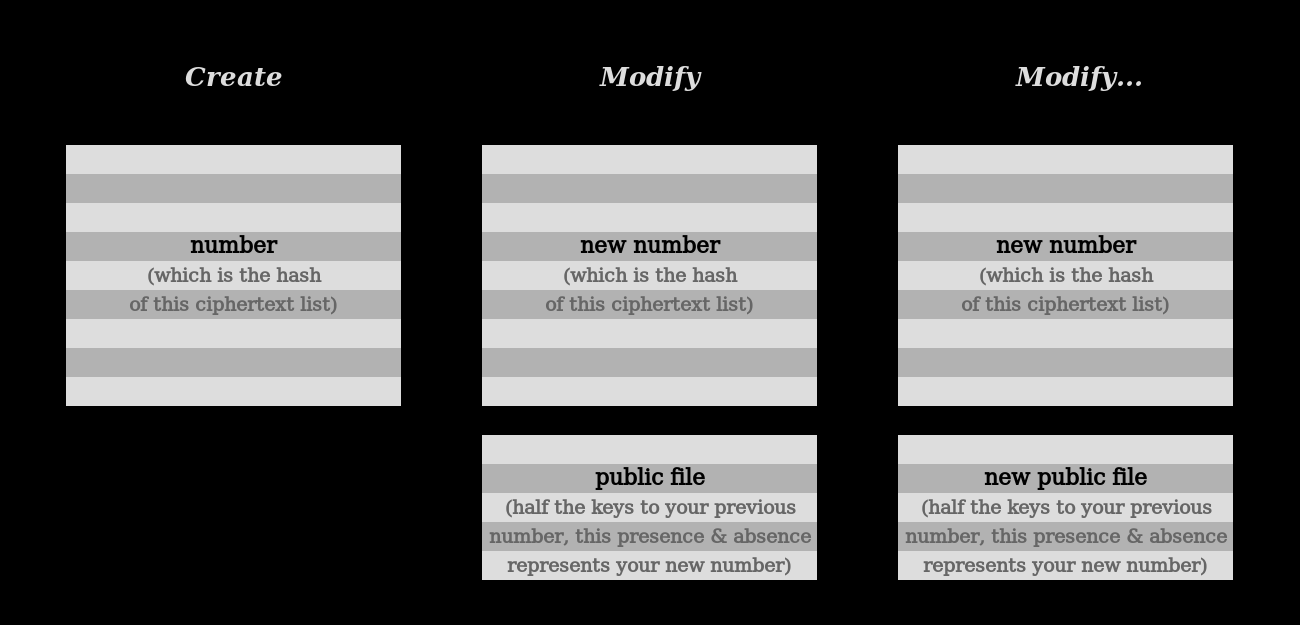 Create
Modify
Modify...
number
(which is the hash
of this ciphertext list)
new number
(which is the hash
of this ciphertext list)
new number
(which is the hash
of this ciphertext list)
public file
(half the keys to your previous
number, this presence & absence
represents your new number)
new public file
(half the keys to your previous
number, this presence & absence
represents your new number)